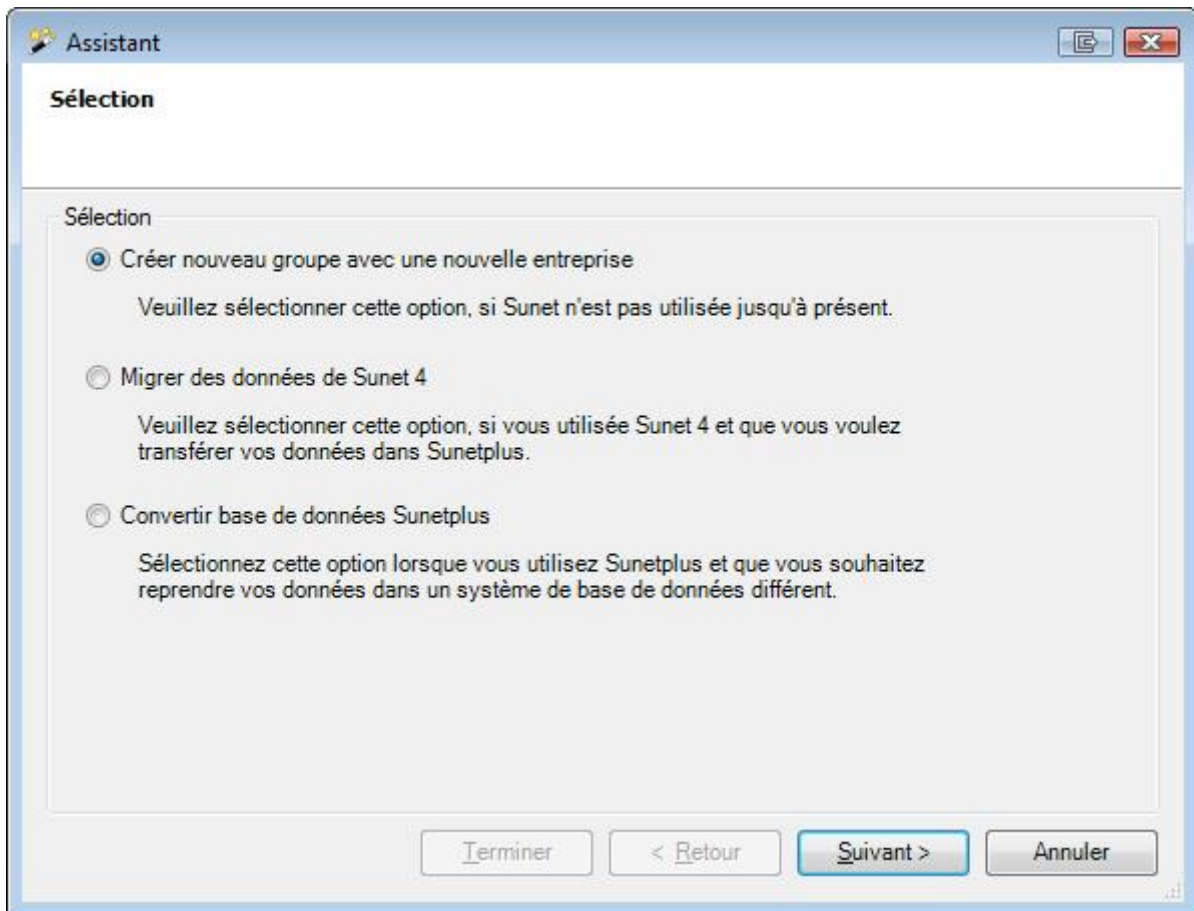 Assistant
Sélection
Sélection
Créer nouveau groupe avec une nouvelle entreprise
Veuillez sélectionner cette option, si Sunet n'est pas utilisée jusqu'à présent.
Migrer des données de Sunet 4
Veuillez sélectionner cette option, si vous utilisée Sunet 4 et que vous voulez
transférer vos données dans Sunetplus.
Convertir base de données Sunetplus
Sélectionnez cette option lorsque vous utilisez Sunetplus et que vous souhaitez
reprendre vos données dans un système de base de données différent.
Terminer < Retour Suivant > Annuler